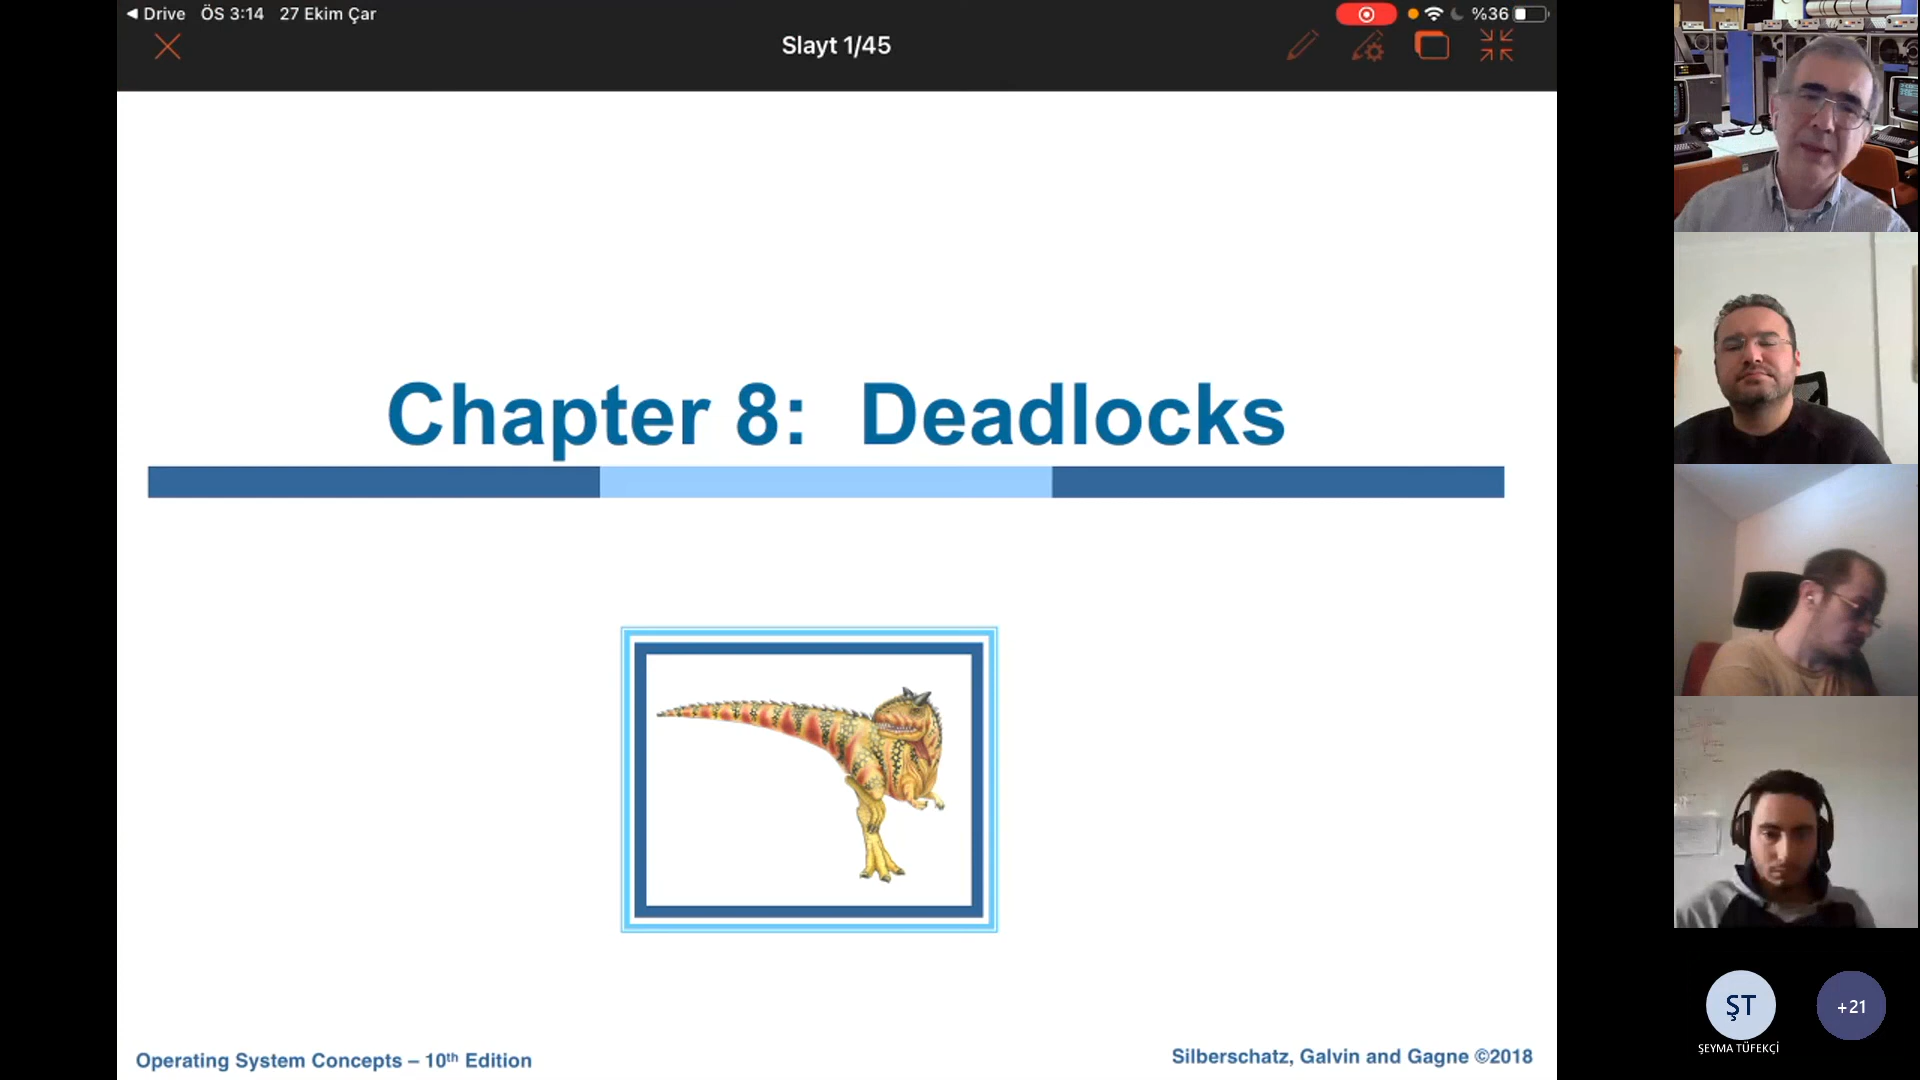 ◀ Drive ÖS 3:14 27 Ekim Çar %36
Slayt 1/45
Chapter 8: Deadlocks
Operating System Concepts – 10th Edition
Silberschatz, Galvin and Gagne ©2018
ŞT
+21
ŞEYMA TÜFEKÇİ